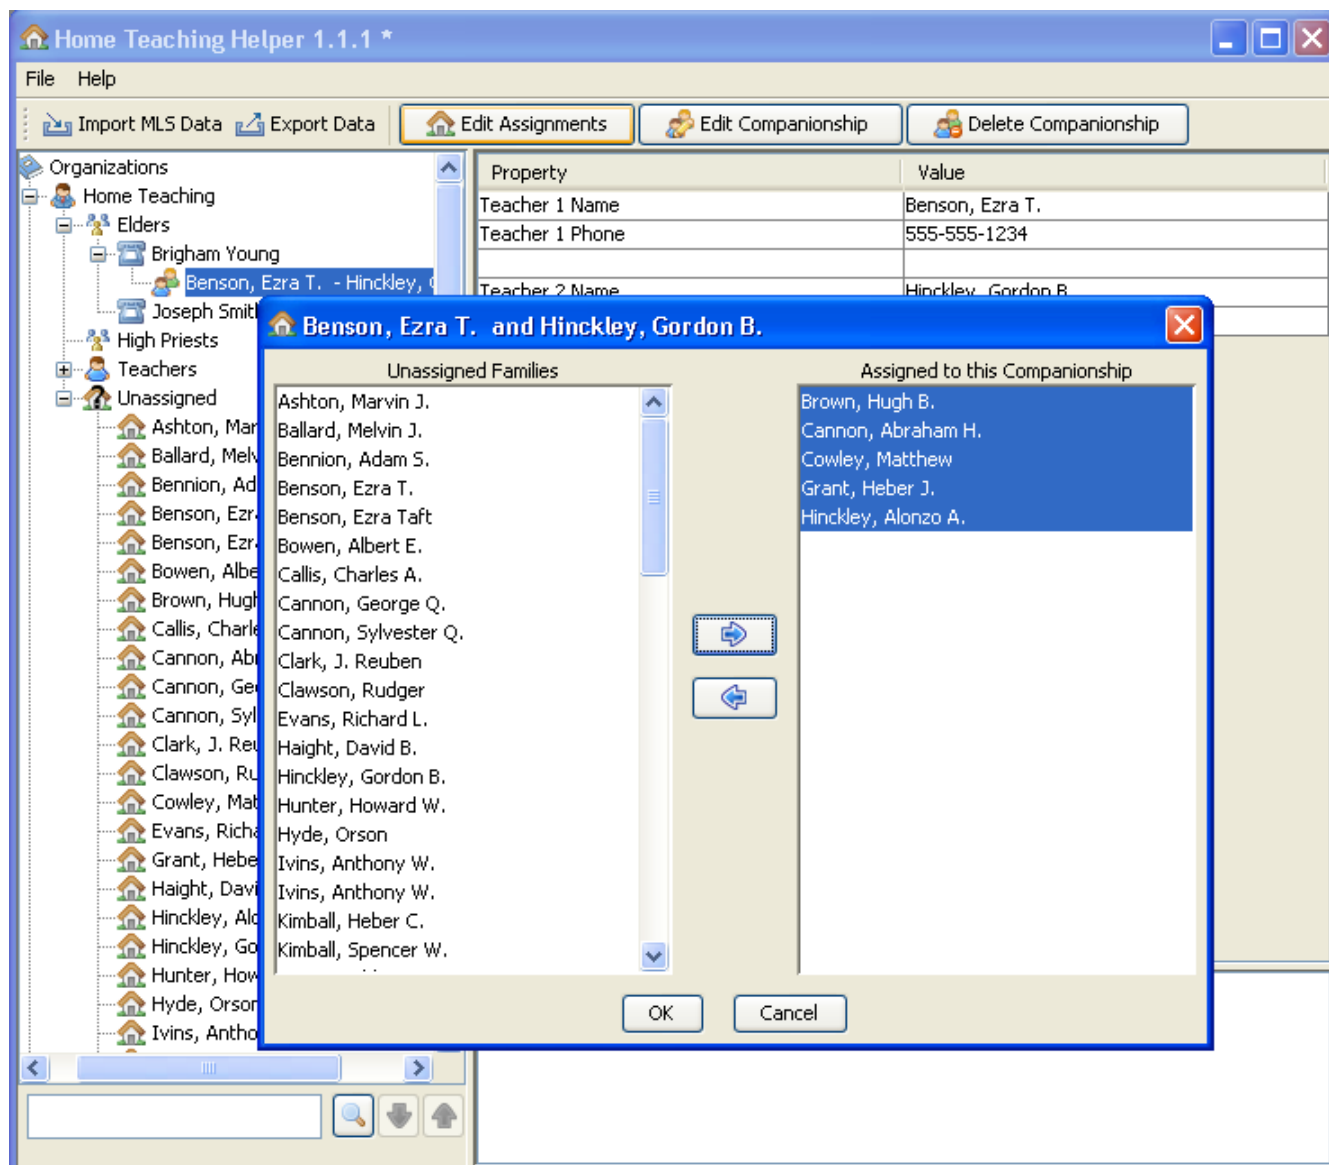 Home Teaching Helper 1.1.1 *
File Help
Import MLS Data Export Data Edit Assignments Edit Companionship Delete Companionship
Organizations
Home Teaching
Elders
Brigham Young
Benson, Ezra T. - Hinckley,
Joseph Smit
High Priests
Teachers
Unassigned
Ashton, Mar
Ballard, Melv
Bennion, Ad
Benson, Ezr
Benson, Ezr
Bowen, Albe
Brown, Hugh
Callis, Charle
Cannon, Ab
Cannon, Ge
Cannon, Syl
Clark, J. Reu
Clawson, Ru
Cowley, Mat
Evans, Richa
Grant, Hebe
Haight, Davi
Hinckley, Alo
Hinckley, Go
Hunter, How
Hyde, Orson
Ivins, Antho
Property Value
Teacher 1 Name Benson, Ezra T.
Teacher 1 Phone 555-555-1234
Teacher 2 Name Hinckley, Gordon B.
Benson, Ezra T. and Hinckley, Gordon B.
Unassigned Families
Ashton, Marvin J.
Ballard, Melvin J.
Bennion, Adam S.
Benson, Ezra T.
Benson, Ezra Taft
Bowen, Albert E.
Callis, Charles A.
Cannon, George Q.
Cannon, Sylvester Q.
Clark, J. Reuben
Clawson, Rudger
Evans, Richard L.
Haight, David B.
Hinckley, Gordon B.
Hunter, Howard W.
Hyde, Orson
Ivins, Anthony W.
Ivins, Anthony W.
Kimball, Heber C.
Kimball, Spencer W.
Assigned to this Companionship
Brown, Hugh B.
Cannon, Abraham H.
Cowley, Matthew
Grant, Heber J.
Hinckley, Alonzo A.
OK Cancel